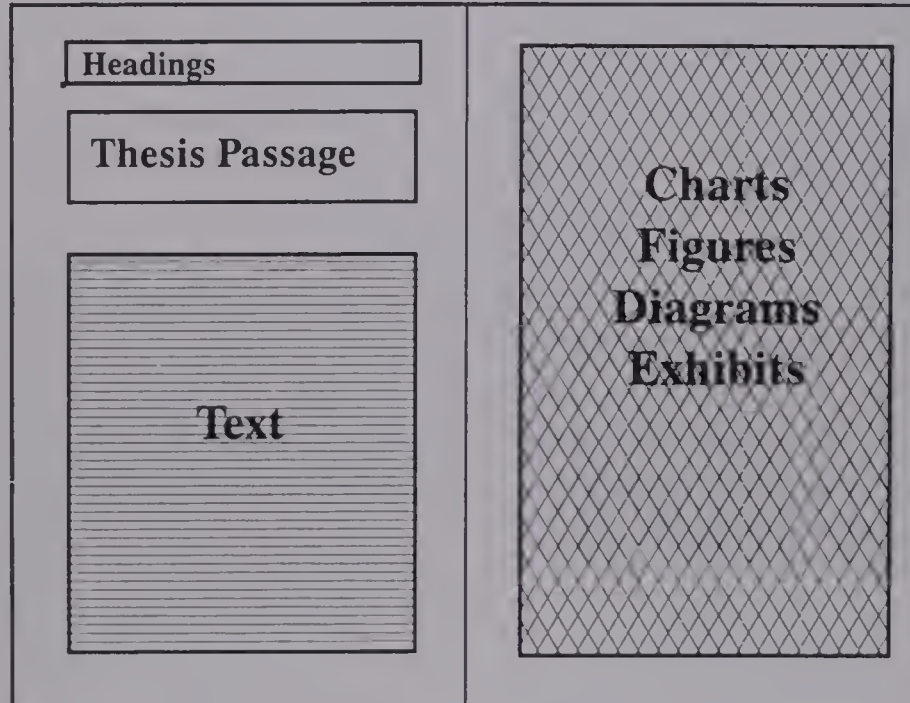 Headings
Thesis Passage
Text
Charts
Figures
Diagrams
Exhibits